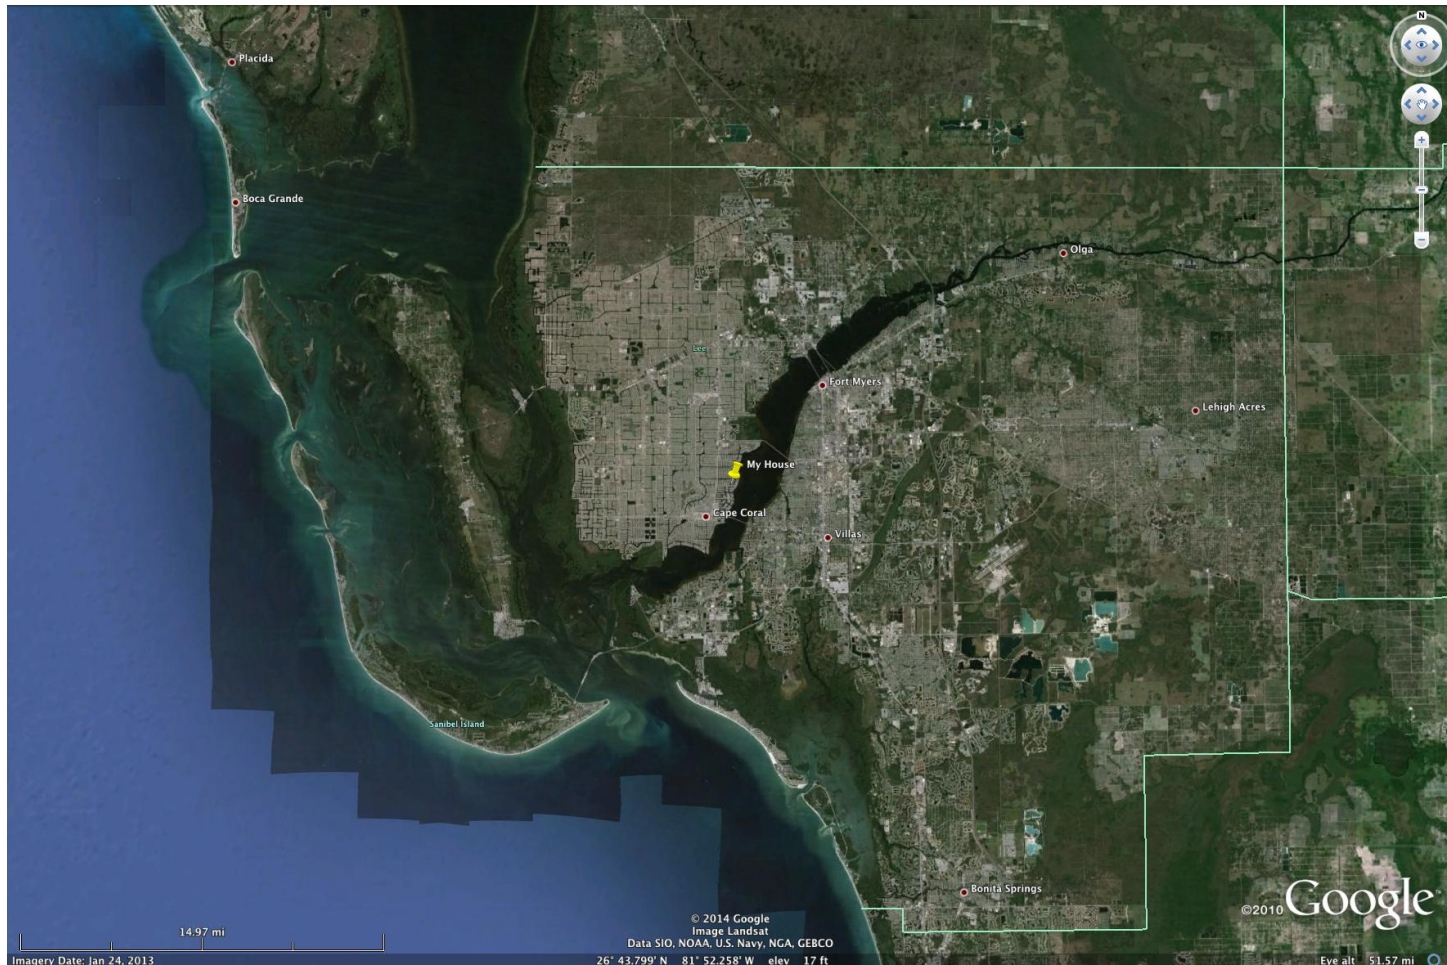 N
Placida
Boca Grande
Olga
Lee
Fort Myers
Lehigh Acres
My House
Cape Coral
Villas
Sanibel Island
Bonita Springs
©2010 Google
14.97 mi
© 2014 Google
Image Landsat
Data SIO, NOAA, U.S. Navy, NGA, GEBCO
Imagery Date: Jan 24, 2013 26° 43.799' N 81° 52.258' W elev 17 ft Eye alt 51.57 mi